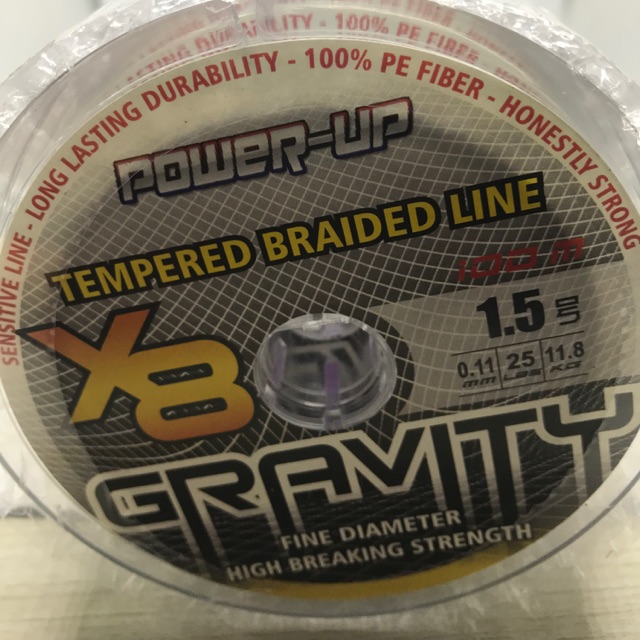 SENSITIVE LINE - LONG LASTING DURABILITY - 100% PE FIBER - HONESTLY STRONG
POWER-UP
TEMPERED BRAIDED LINE
100 M
X8
1.5 GOU
0.11 25 11.8
MM LBS KG
GRAVITY
FINE DIAMETER
HIGH BREAKING STRENGTH
LASTING DURABILITY - 100% PE FIBER - HON